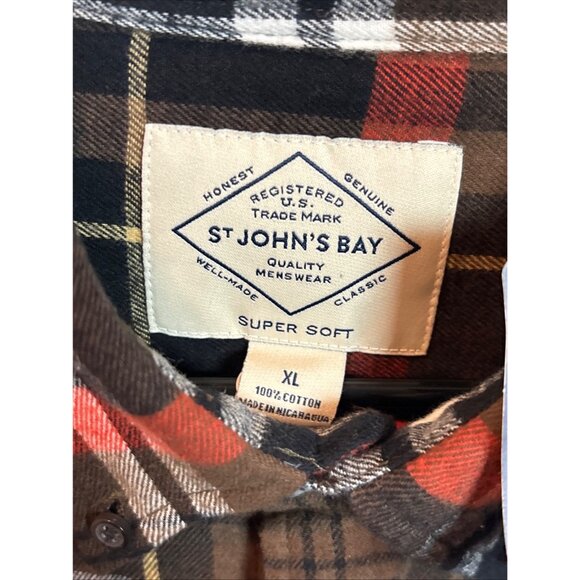 HONEST GENUINE
REGISTERED
U.S.
TRADE MARK
ST JOHN'S BAY
QUALITY
MENSWEAR
WELL-MADE CLASSIC
SUPER SOFT
XL
100% COTTON
MADE IN NICARAGUA